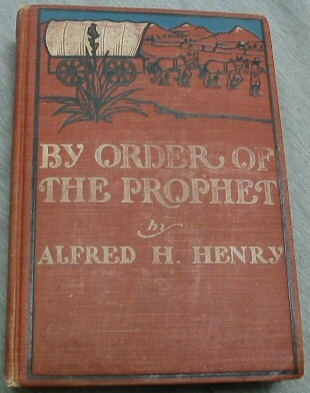 BY ORDER OF
THE PROPHET
by
ALFRED H. HENRY